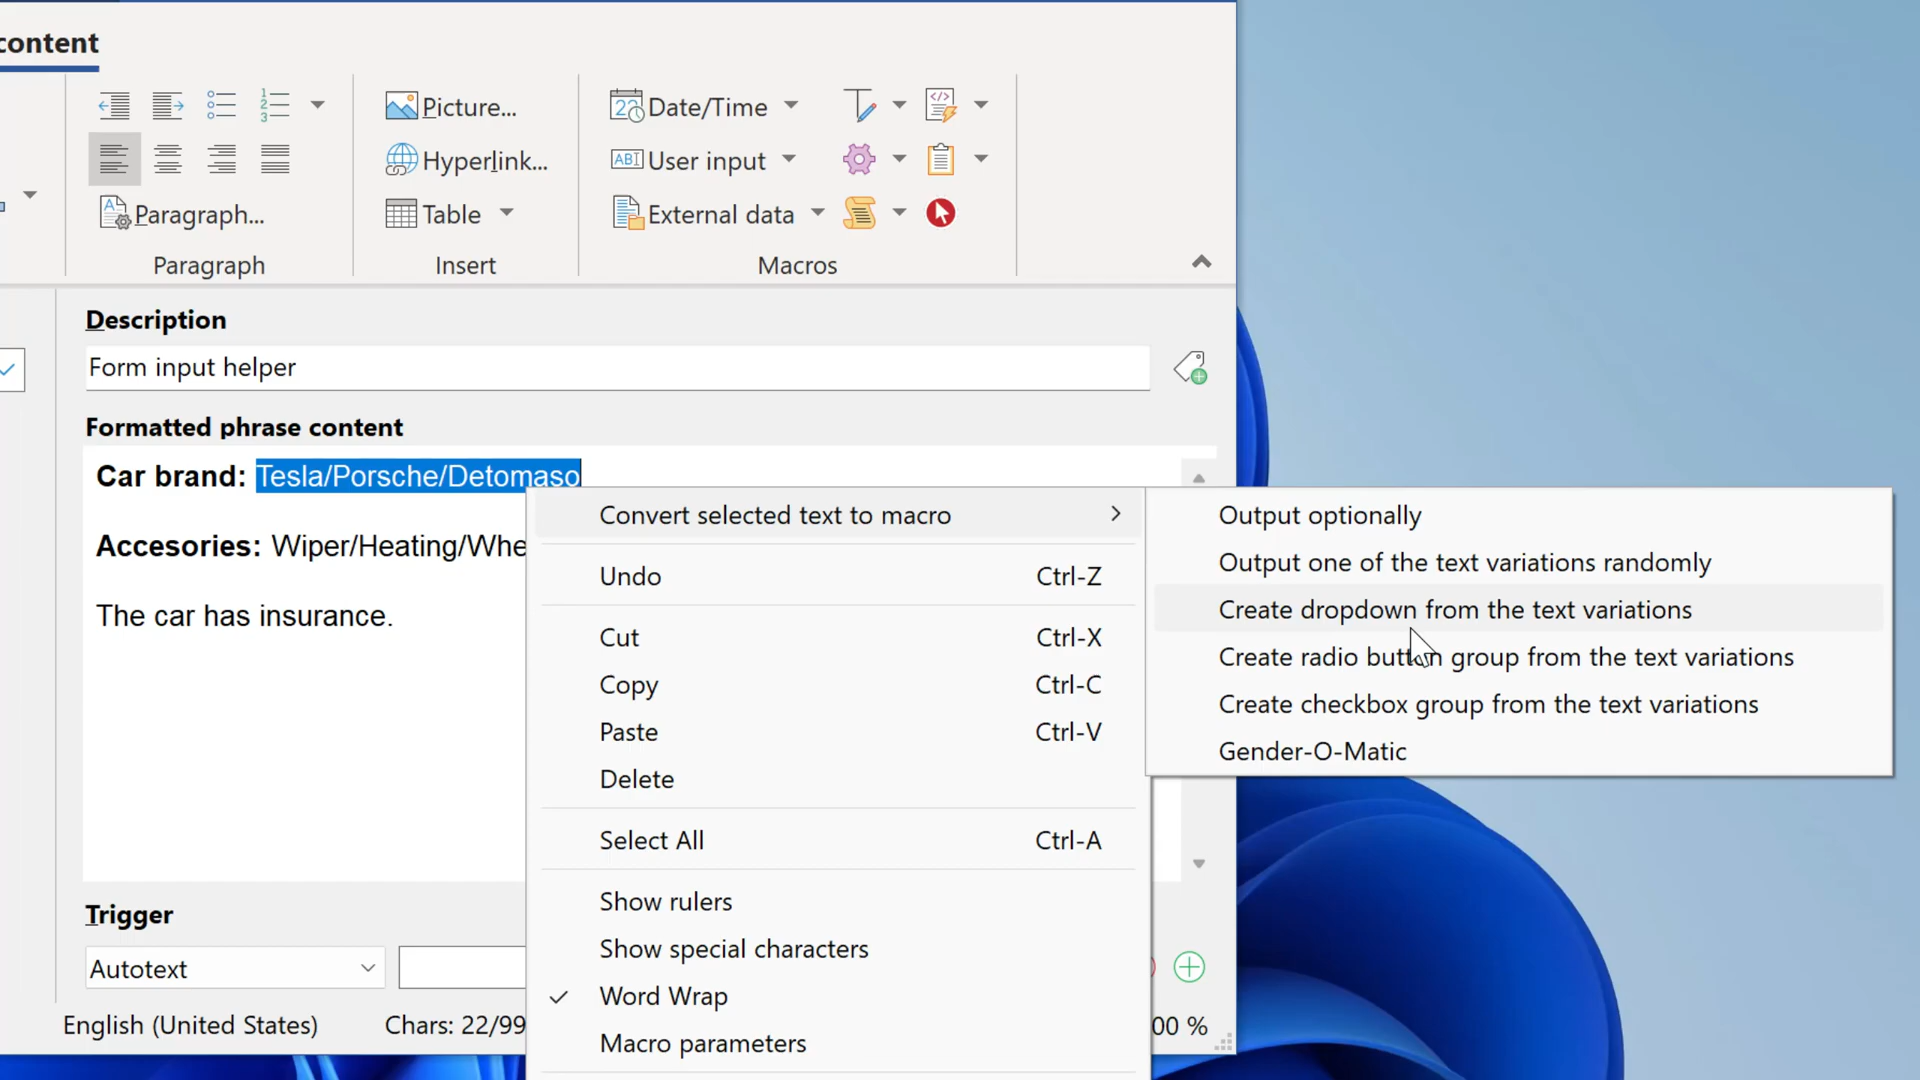 content
Picture...
Hyperlink...
Table
Date/Time
User input
External data
Paragraph...
Paragraph
Insert
Macros
Description
Form input helper
Formatted phrase content
Car brand: Tesla/Porsche/Detomaso
Accesories: Wiper/Heating/Whe
The car has insurance.
Convert selected text to macro
Undo Ctrl-Z
Cut Ctrl-X
Copy Ctrl-C
Paste Ctrl-V
Delete
Select All Ctrl-A
Show rulers
Show special characters
Word Wrap
Macro parameters
Output optionally
Output one of the text variations randomly
Create dropdown from the text variations
Create radio button group from the text variations
Create checkbox group from the text variations
Gender-O-Matic
Trigger
Autotext
English (United States) Chars: 22/99
00 %